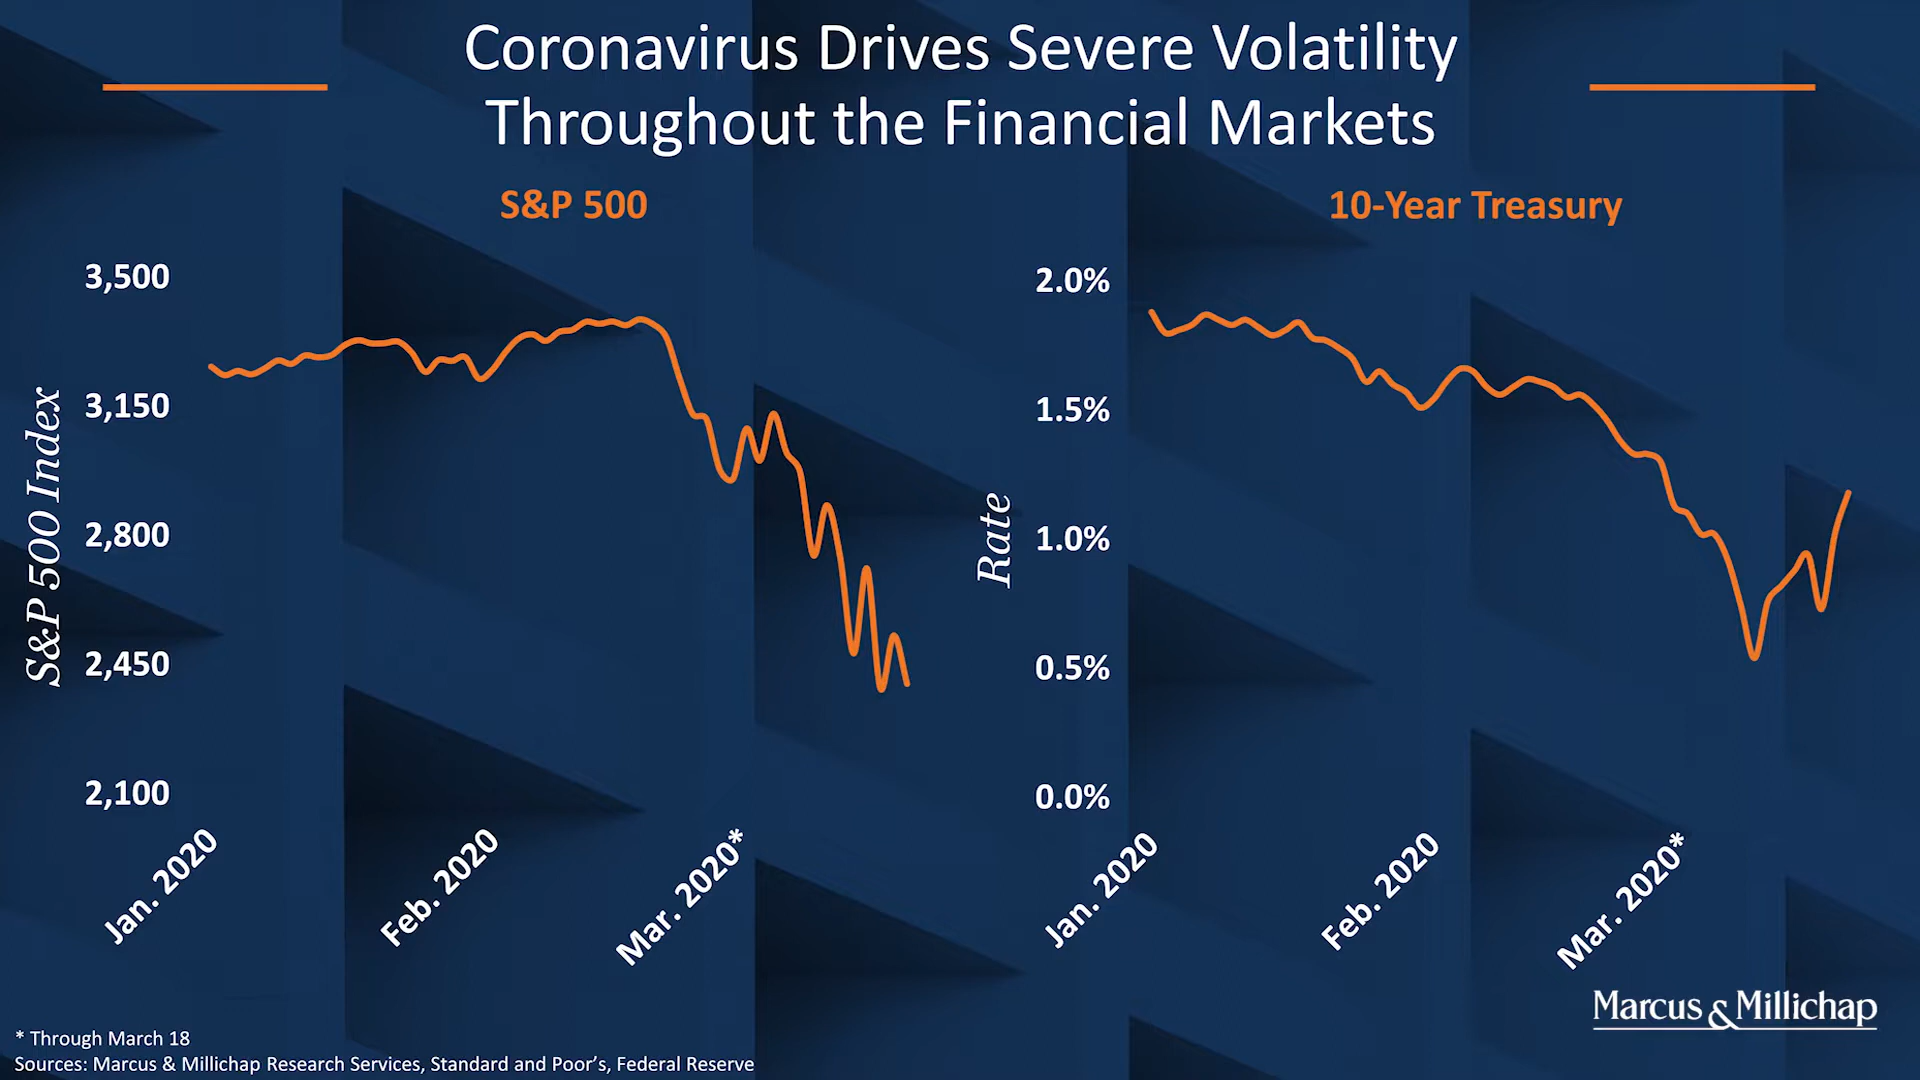 Coronavirus Drives Severe Volatility
Throughout the Financial Markets
S&P 500
S&P 500 Index
3,500
3,150
2,800
2,450
2,100
Jan. 2020
Feb. 2020
Mar. 2020*
10-Year Treasury
Rate
2.0%
1.5%
1.0%
0.5%
0.0%
Jan. 2020
Feb. 2020
Mar. 2020*
* Through March 18
Sources: Marcus & Millichap Research Services, Standard and Poor's, Federal Reserve
Marcus & Millichap